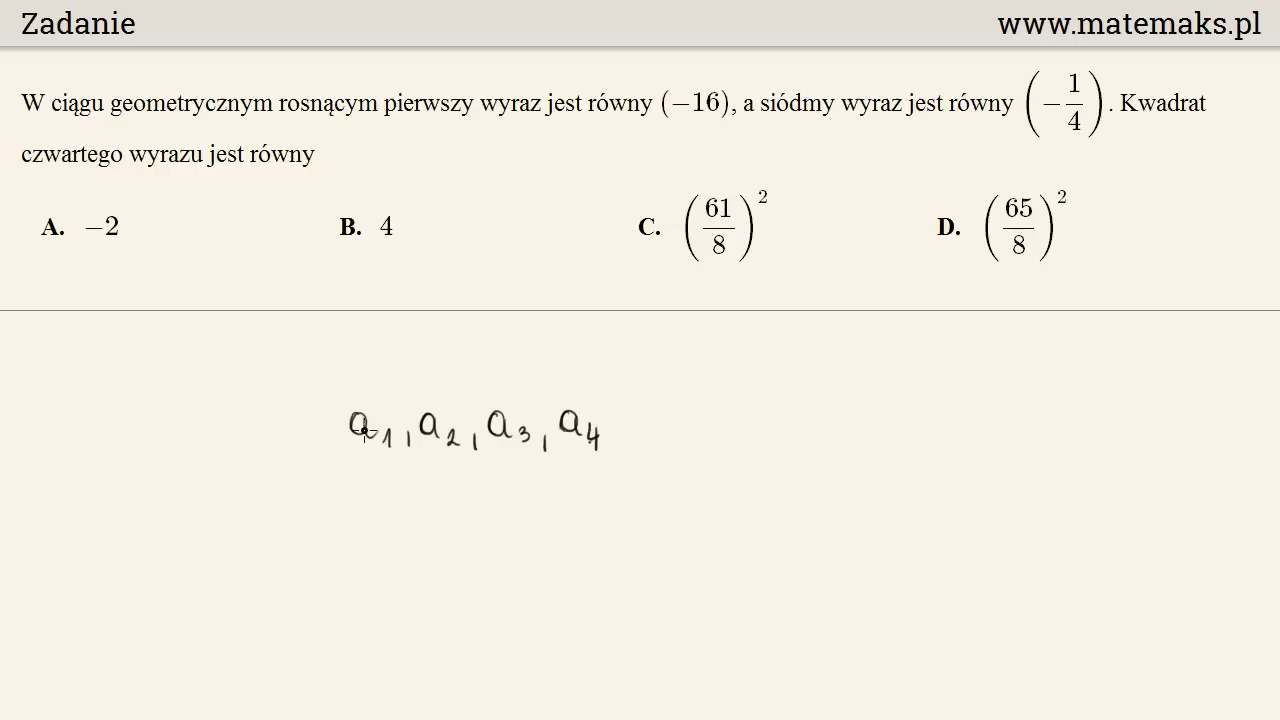 Zadanie www.matemaks.pl
W ciągu geometrycznym rosnącym pierwszy wyraz jest równy (−16), a siódmy wyraz jest równy (−1/4). Kwadrat
czwartego wyrazu jest równy
A. −2 B. 4 C. (61/8)² D. (65/8)²
a₁, a₂, a₃, a₄